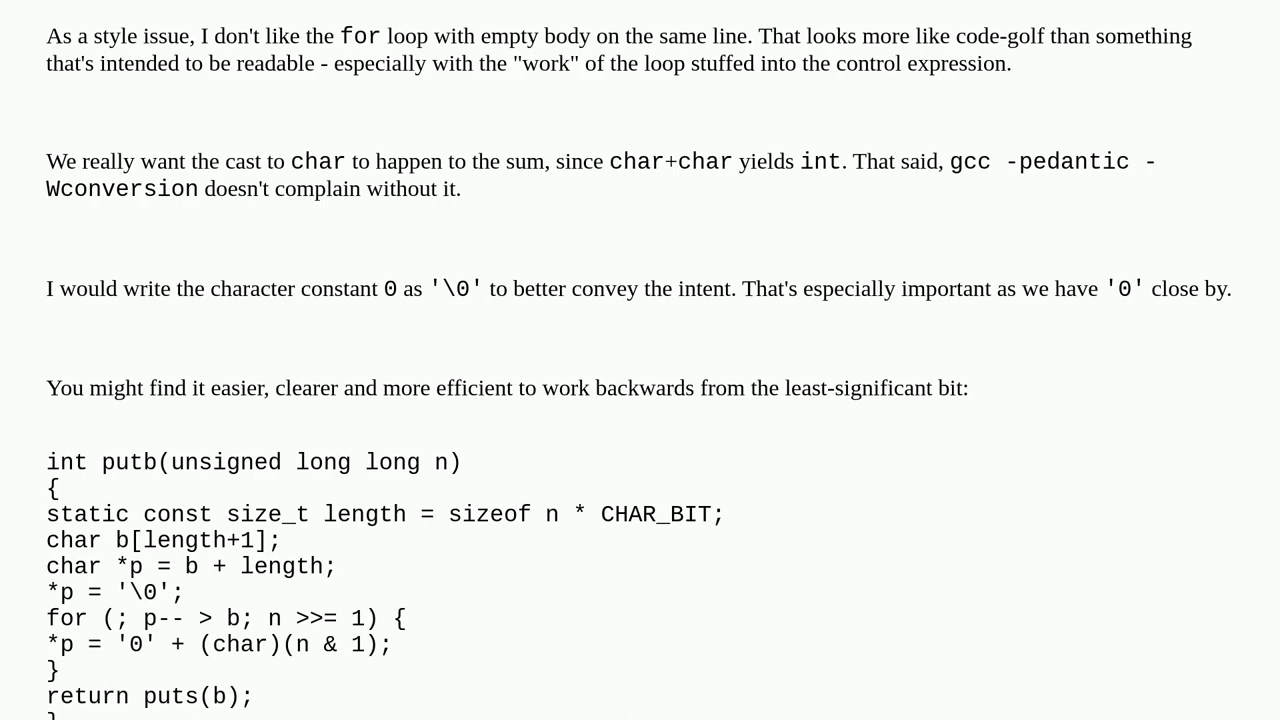 As a style issue, I don't like the for loop with empty body on the same line. That looks more like code-golf than something
that's intended to be readable - especially with the "work" of the loop stuffed into the control expression.
We really want the cast to char to happen to the sum, since char+char yields int. That said, gcc -pedantic -
Wconversion doesn't complain without it.
I would write the character constant 0 as '\0' to better convey the intent. That's especially important as we have '0' close by.
You might find it easier, clearer and more efficient to work backwards from the least-significant bit:
int putb(unsigned long long n)
{
static const size_t length = sizeof n * CHAR_BIT;
char b[length+1];
char *p = b + length;
*p = '\0';
for (; p-- > b; n >>= 1) {
*p = '0' + (char)(n & 1);
}
return puts(b);
}